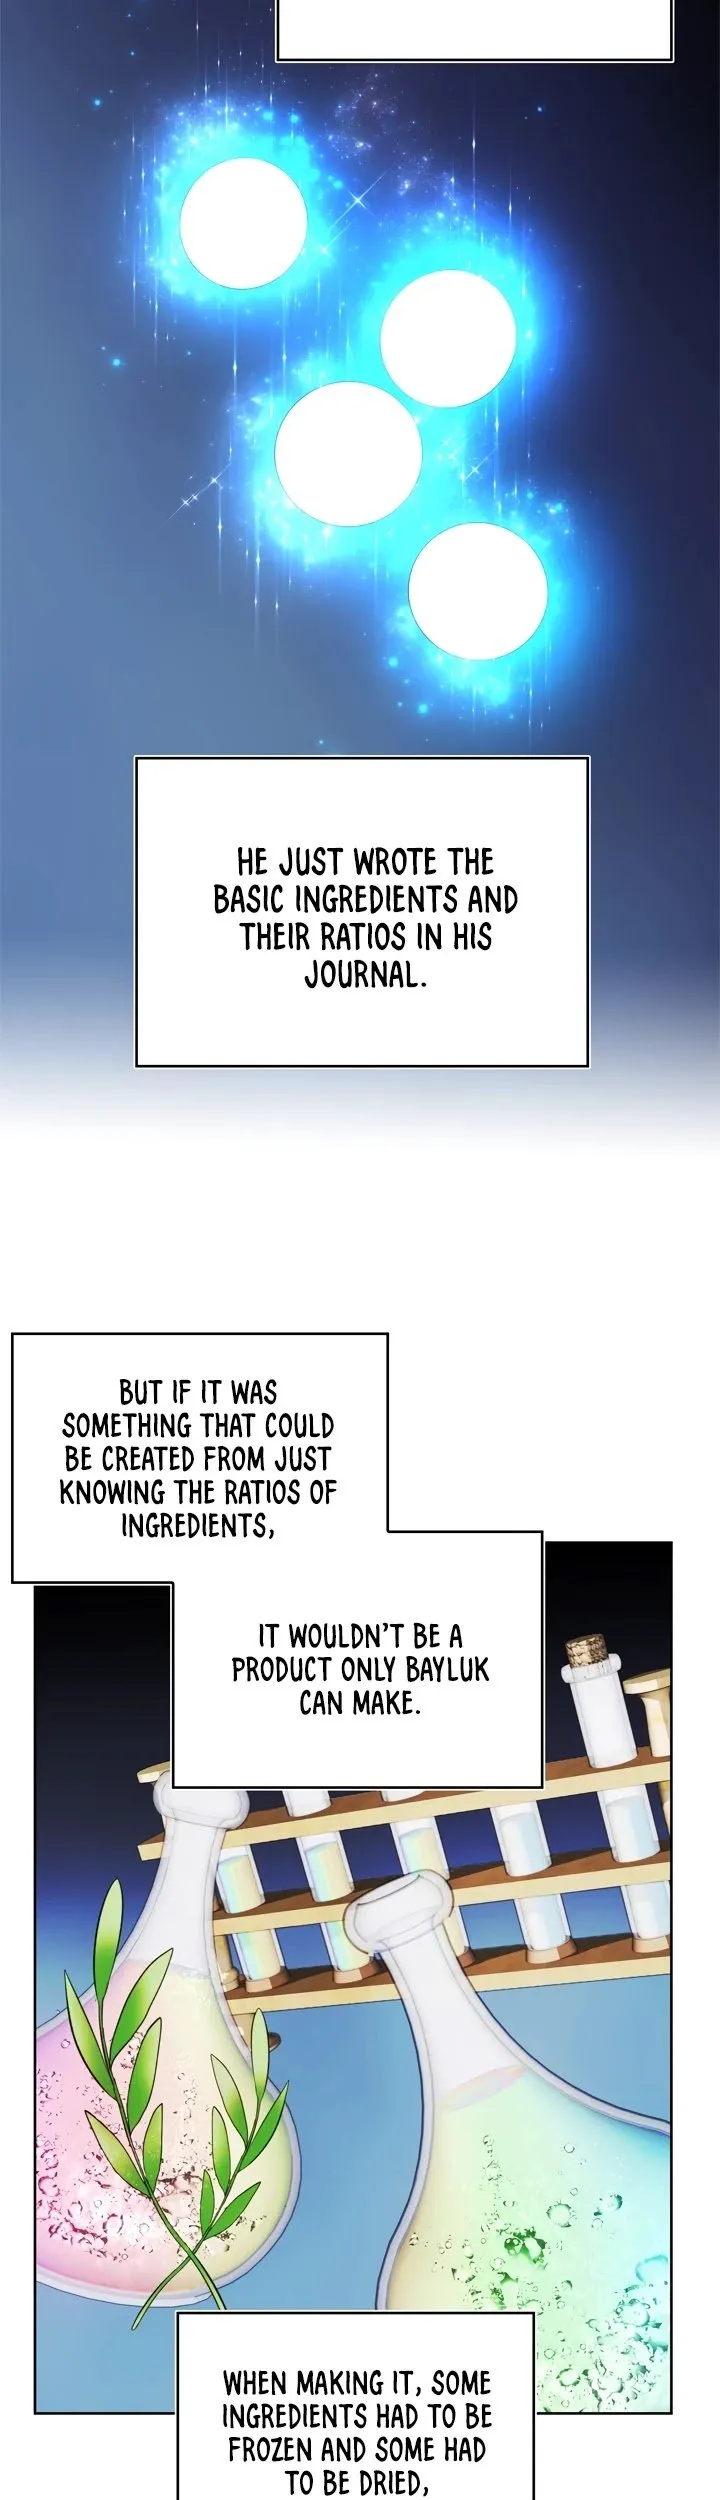 HE JUST WROTE THE
BASIC INGREDIENTS AND
THEIR RATIOS IN HIS
JOURNAL.
BUT IF IT WAS
SOMETHING THAT COULD
BE CREATED FROM JUST
KNOWING THE RATIOS OF
INGREDIENTS,
IT WOULDN'T BE A
PRODUCT ONLY BAYLUK
CAN MAKE.
WHEN MAKING IT, SOME
INGREDIENTS HAD TO BE
FROZEN AND SOME HAD
TO BE DRIED,